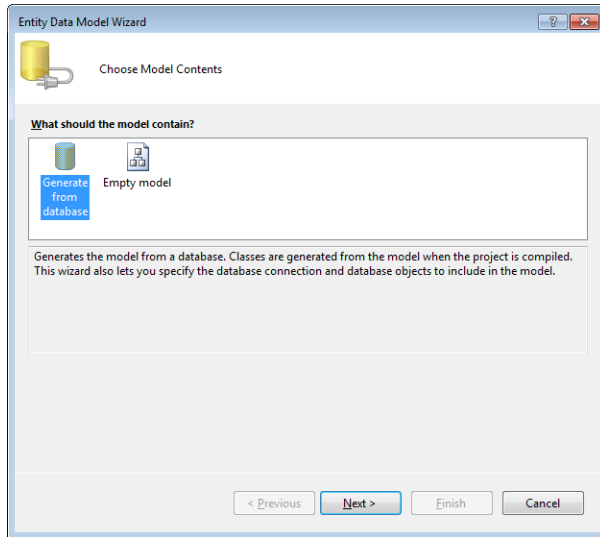 Entity Data Model Wizard
?
Choose Model Contents
What should the model contain?
Generate
from
database
Empty model
Generates the model from a database. Classes are generated from the model when the project is compiled.
This wizard also lets you specify the database connection and database objects to include in the model.
< Previous
Next >
Finish
Cancel